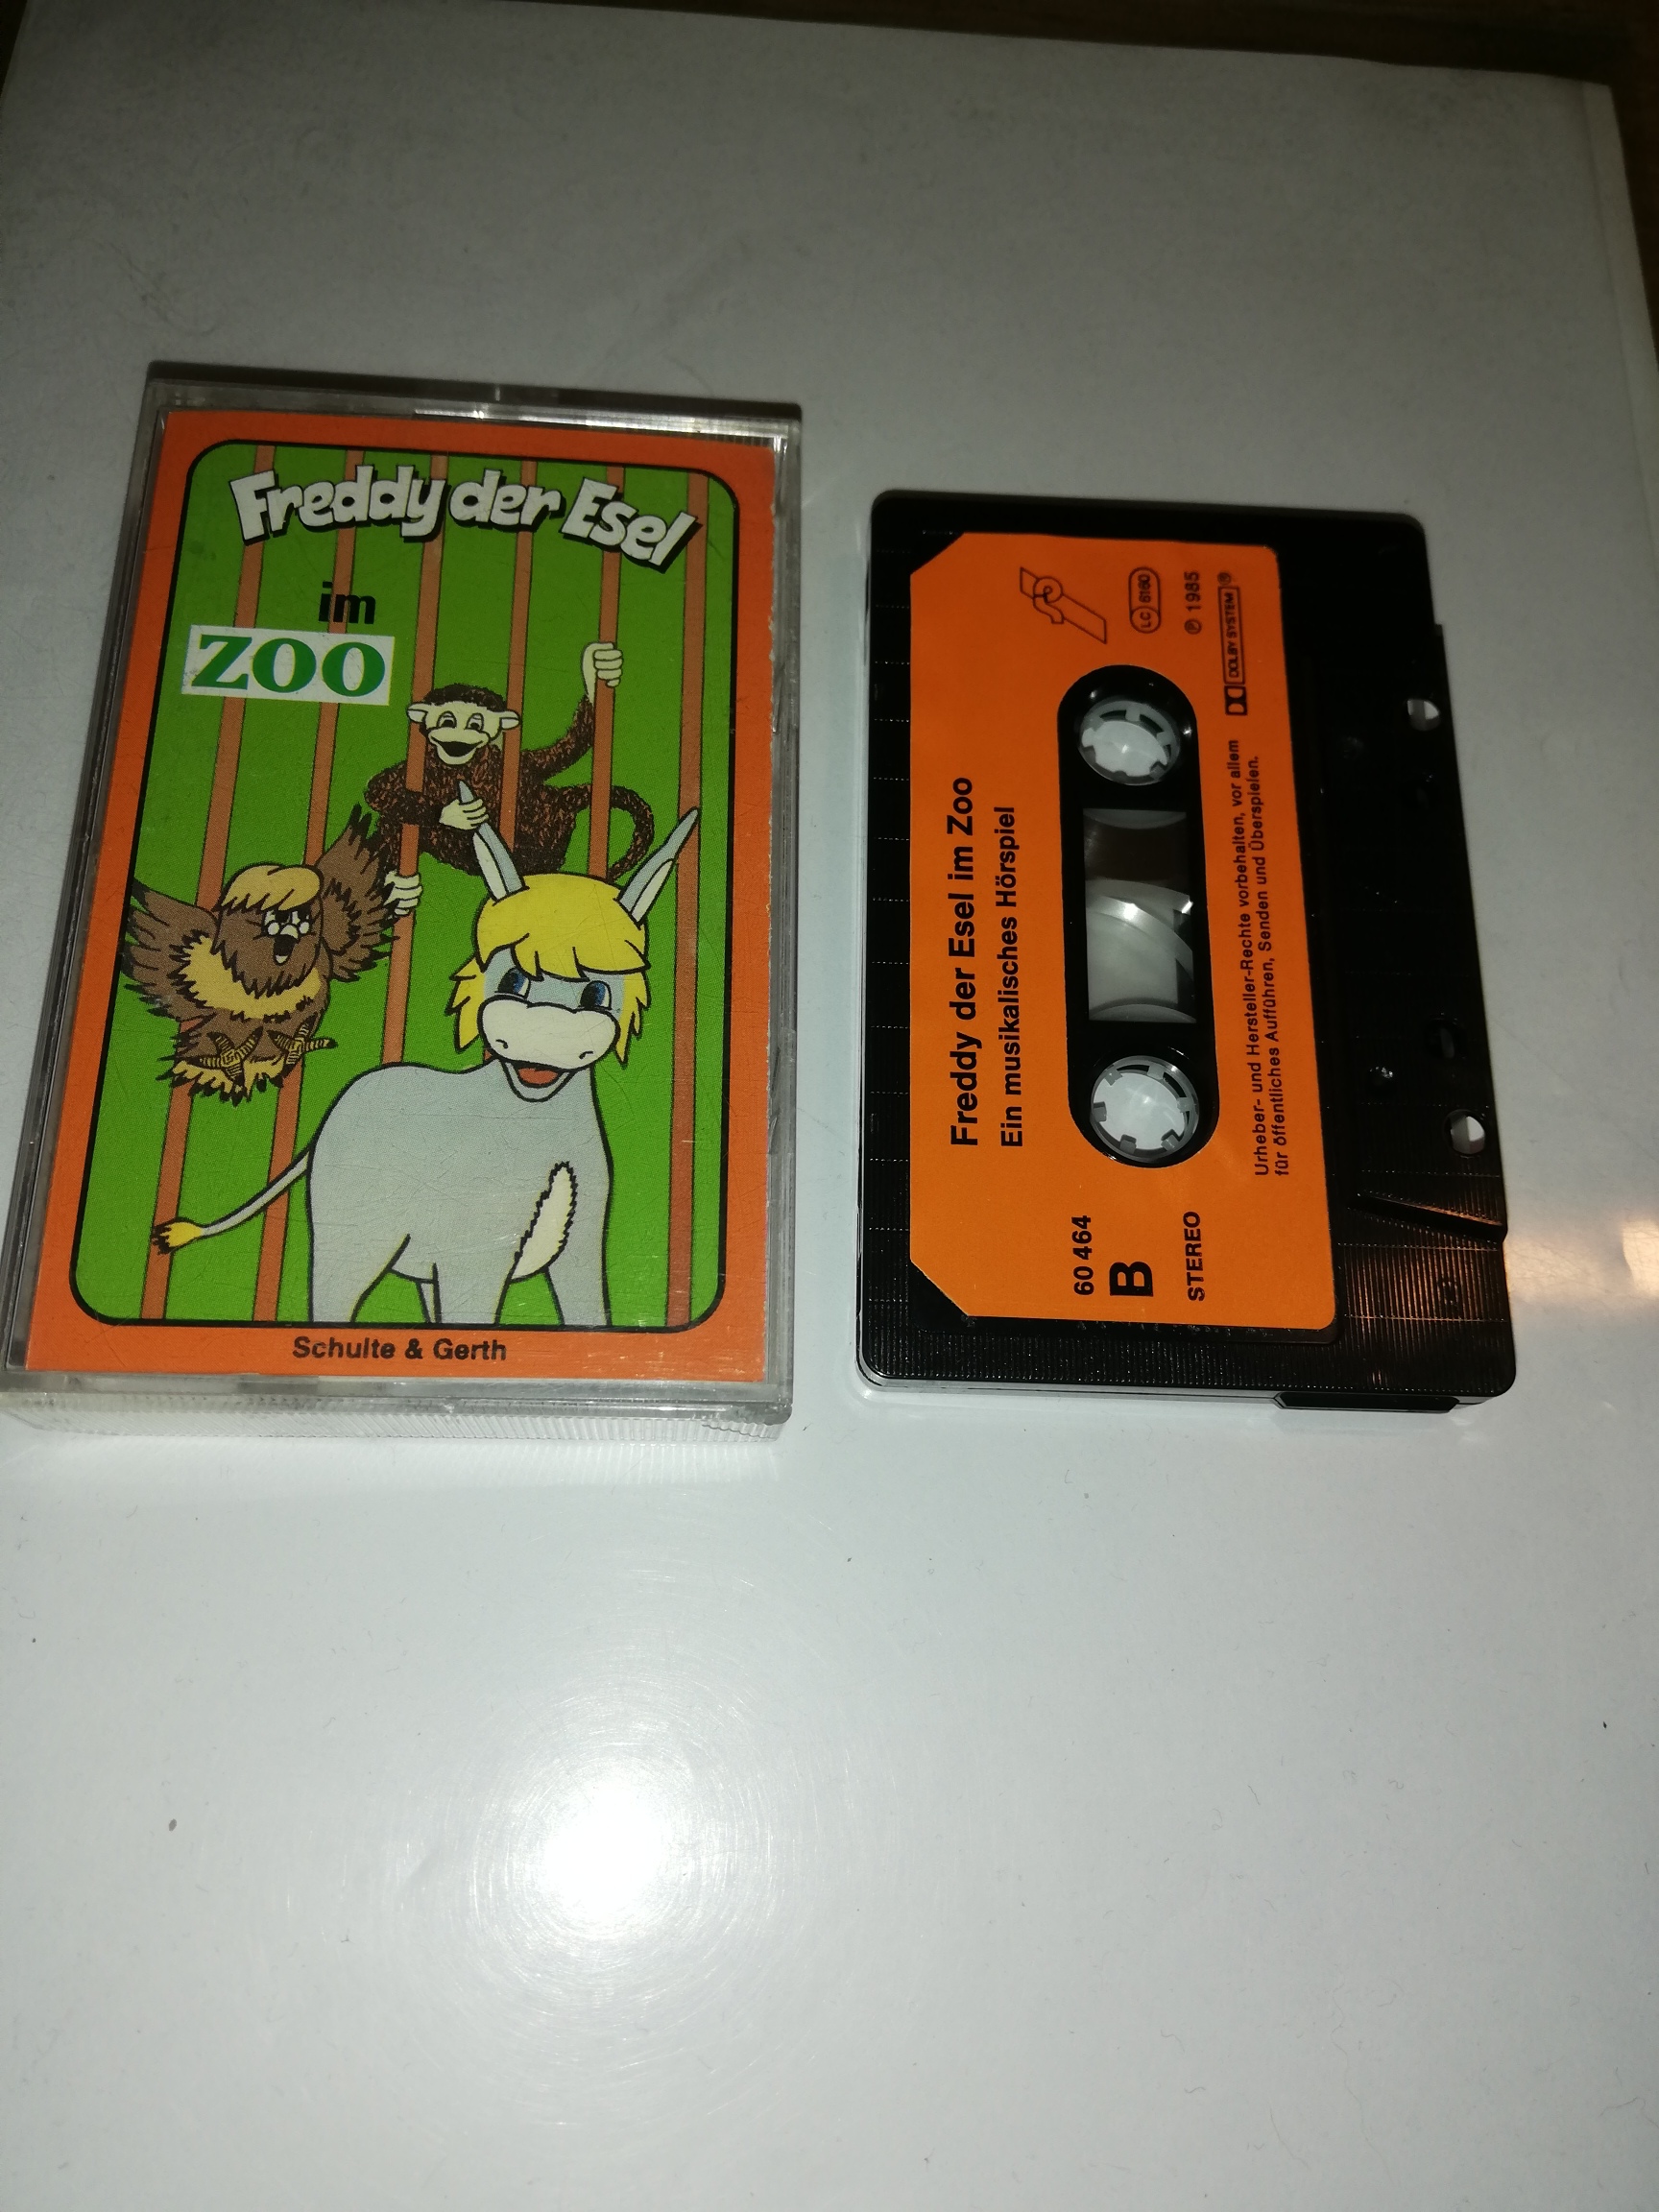 Freddy der Esel
im
ZOO
Schulte & Gerth
Freddy der Esel im Zoo
Ein musikalisches Hörspiel
60 464
B
STEREO
LC 6160
℗ 1985
DOLBY SYSTEM ®
Urheber- und Hersteller-Rechte vorbehalten, vor allem
für öffentliches Aufführen, Senden und Überspielen.